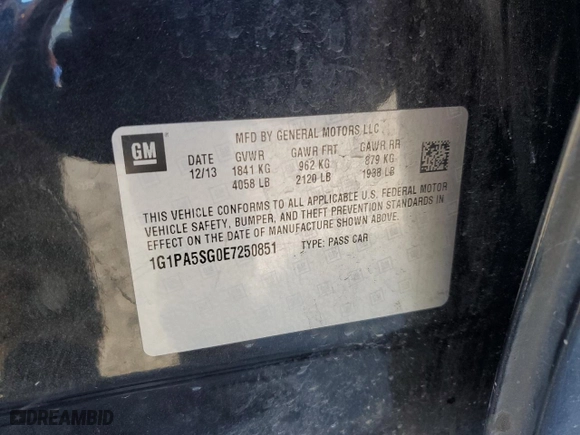 GM
MFD BY GENERAL MOTORS LLC
DATE GVWR GAWR FRT GAWR RR
12/13 1841 KG 962 KG 879 KG
4058 LB 2120 LB 1938 LB
THIS VEHICLE CONFORMS TO ALL APPLICABLE U.S. FEDERAL MOTOR
VEHICLE SAFETY, BUMPER, AND THEFT PREVENTION STANDARDS IN
EFFECT ON THE DATE OF MANUFACTURE SHOWN ABOVE.
1G1PA5SG0E7250851 TYPE: PASS CAR
DREAMBID